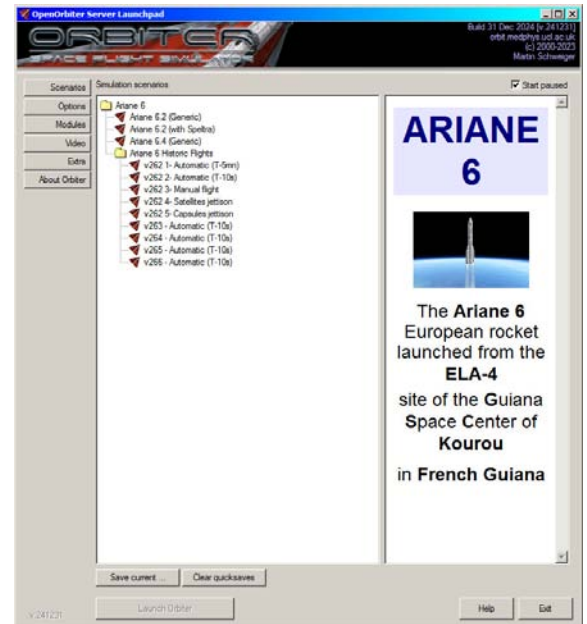 OpenOrbiter Server Launchpad
ORBITER
SPACE FLIGHT SIMULATOR
Build 31 Dec 2024 [v.241231]
orbit.medphys.ucl.ac.uk
(c) 2000-2023
Martin Schweiger
Scenarios
Options
Modules
Video
Extra
About Orbiter
Simulation scenarios
Start paused
Ariane 6
Ariane 6.2 (Generic)
Ariane 6.2 (with Speltra)
Ariane 6.4 (Generic)
Ariane 6 Historic Flights
v262 1- Automatic (T-5mn)
v262 2- Automatic (T-10s)
v262 3- Manual flight
v262 4- Satellites jettison
v262 5- Capsules jettison
v263 - Automatic (T-10s)
v264 - Automatic (T-10s)
v265 - Automatic (T-10s)
v266 - Automatic (T-10s)
ARIANE
6
The Ariane 6
European rocket
launched from the
ELA-4
site of the Guiana
Space Center of
Kourou
in French Guiana
Save current ...
Clear quicksaves
v.241231
Launch Orbiter
Help
Exit